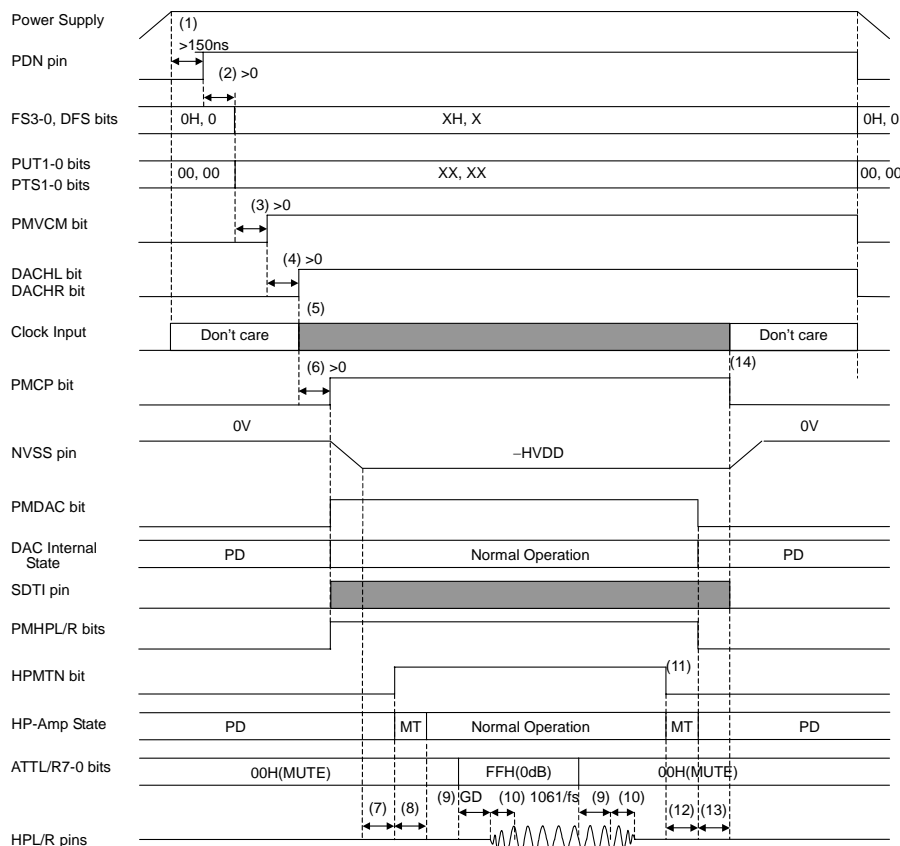 Power Supply
(1)
>150ns
PDN pin
(2) >0
FS3-0, DFS bits
0H, 0
XH, X
0H, 0
PUT1-0 bits
PTS1-0 bits
00, 00
XX, XX
00, 00
(3) >0
PMVCM bit
(4) >0
DACHL bit
DACHR bit
(5)
Clock Input
Don't care
Don't care
(6) >0
(14)
PMCP bit
0V
0V
NVSS pin
−HVDD
PMDAC bit
DAC Internal
State
PD
Normal Operation
PD
SDTI pin
PMHPL/R bits
HPMTN bit
(11)
HP-Amp State
PD
MT
Normal Operation
MT
PD
ATTL/R7-0 bits
00H(MUTE)
FFH(0dB)
00H(MUTE)
(7)
(8)
(9) GD
(10) 1061/fs
(9)
(10)
(12)
(13)
HPL/R pins